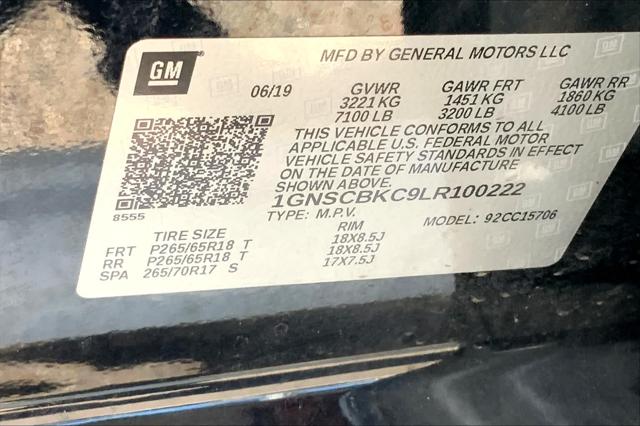 GM
MFD BY GENERAL MOTORS LLC
06/19 GVWR GAWR FRT GAWR RR
3221 KG 1451 KG 1860 KG
7100 LB 3200 LB 4100 LB
THIS VEHICLE CONFORMS TO ALL
APPLICABLE U.S. FEDERAL MOTOR
VEHICLE SAFETY STANDARDS IN EFFECT
ON THE DATE OF MANUFACTURE
SHOWN ABOVE.
1GNSCBKC9LR100222
8555
TYPE: M.P.V. MODEL: 92CC15706
TIRE SIZE RIM
FRT P265/65R18 T 18X8.5J
RR P265/65R18 T 18X8.5J
SPA 265/70R17 S 17X7.5J